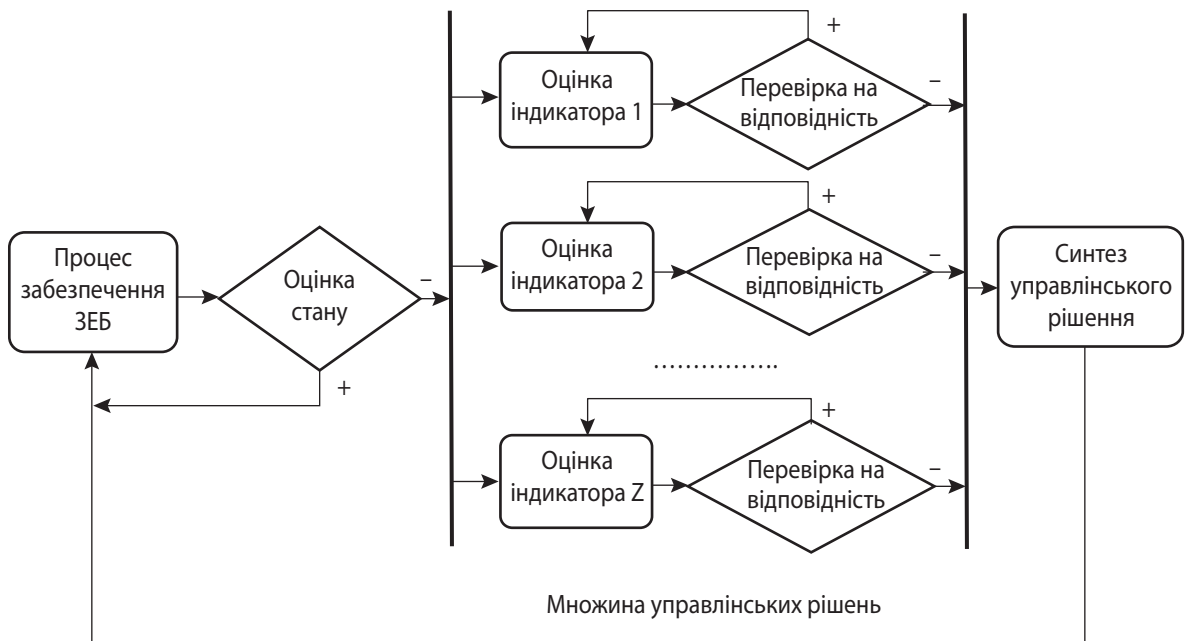 +
Оцінка
індикатора 1
Перевірка на
відповідність
–
+
Процес
забезпечення
ЗЕБ
Оцінка
стану
–
+
Оцінка
індикатора 2
Перевірка на
відповідність
–
Синтез
управлінського
рішення
.................
+
Оцінка
індикатора Z
Перевірка на
відповідність
–
Множина управлінських рішень